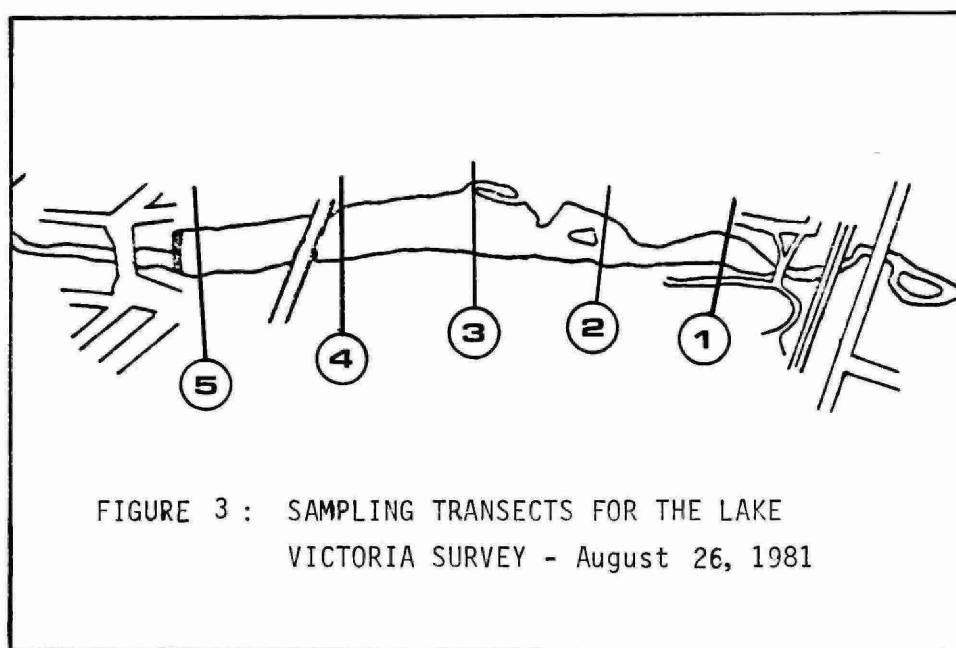 5 4 3 2 1
FIGURE 3 : SAMPLING TRANSECTS FOR THE LAKE
VICTORIA SURVEY - August 26, 1981